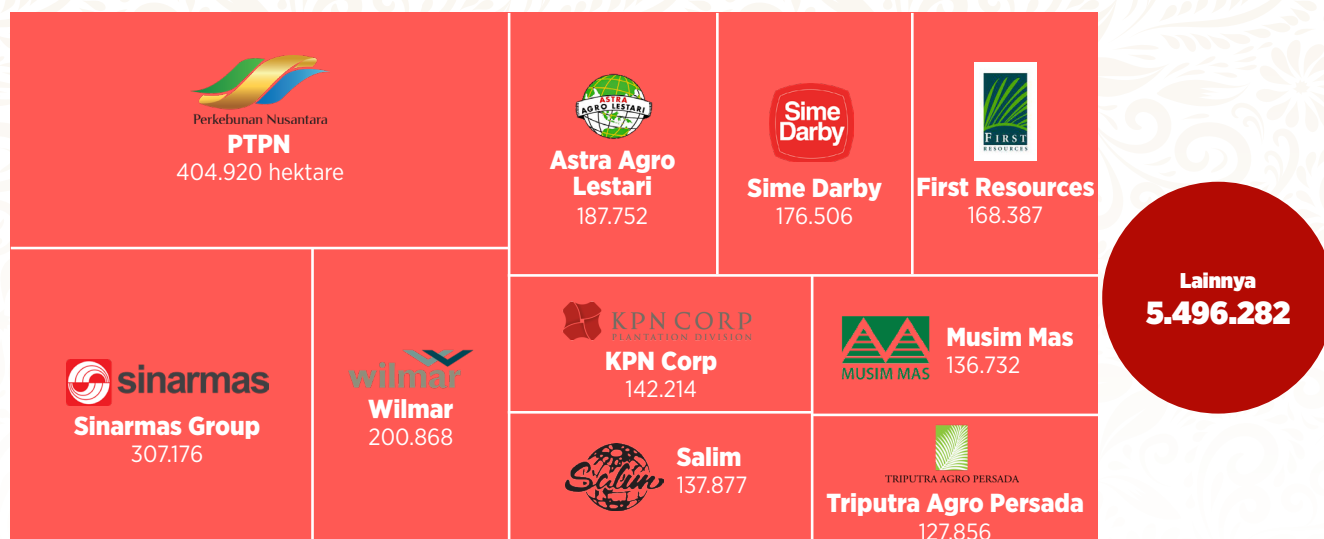 Perkebunan Nusantara
PTPN
404.920 hektare
ASTRA
AGRO LESTARI
Astra Agro
Lestari
187.752
Sime
Darby
Sime Darby
176.506
FIRST
RESOURCES
First Resources
168.387
sinarmas
Sinarmas Group
307.176
wilmar
Wilmar
200.868
KPN CORP
PLANTATION DIVISION
KPN Corp
142.214
MUSIM MAS
Musim Mas
136.732
Salim
Salim
137.877
TRIPUTRA AGRO PERSADA
Triputra Agro Persada
127.856
Lainnya
5.496.282